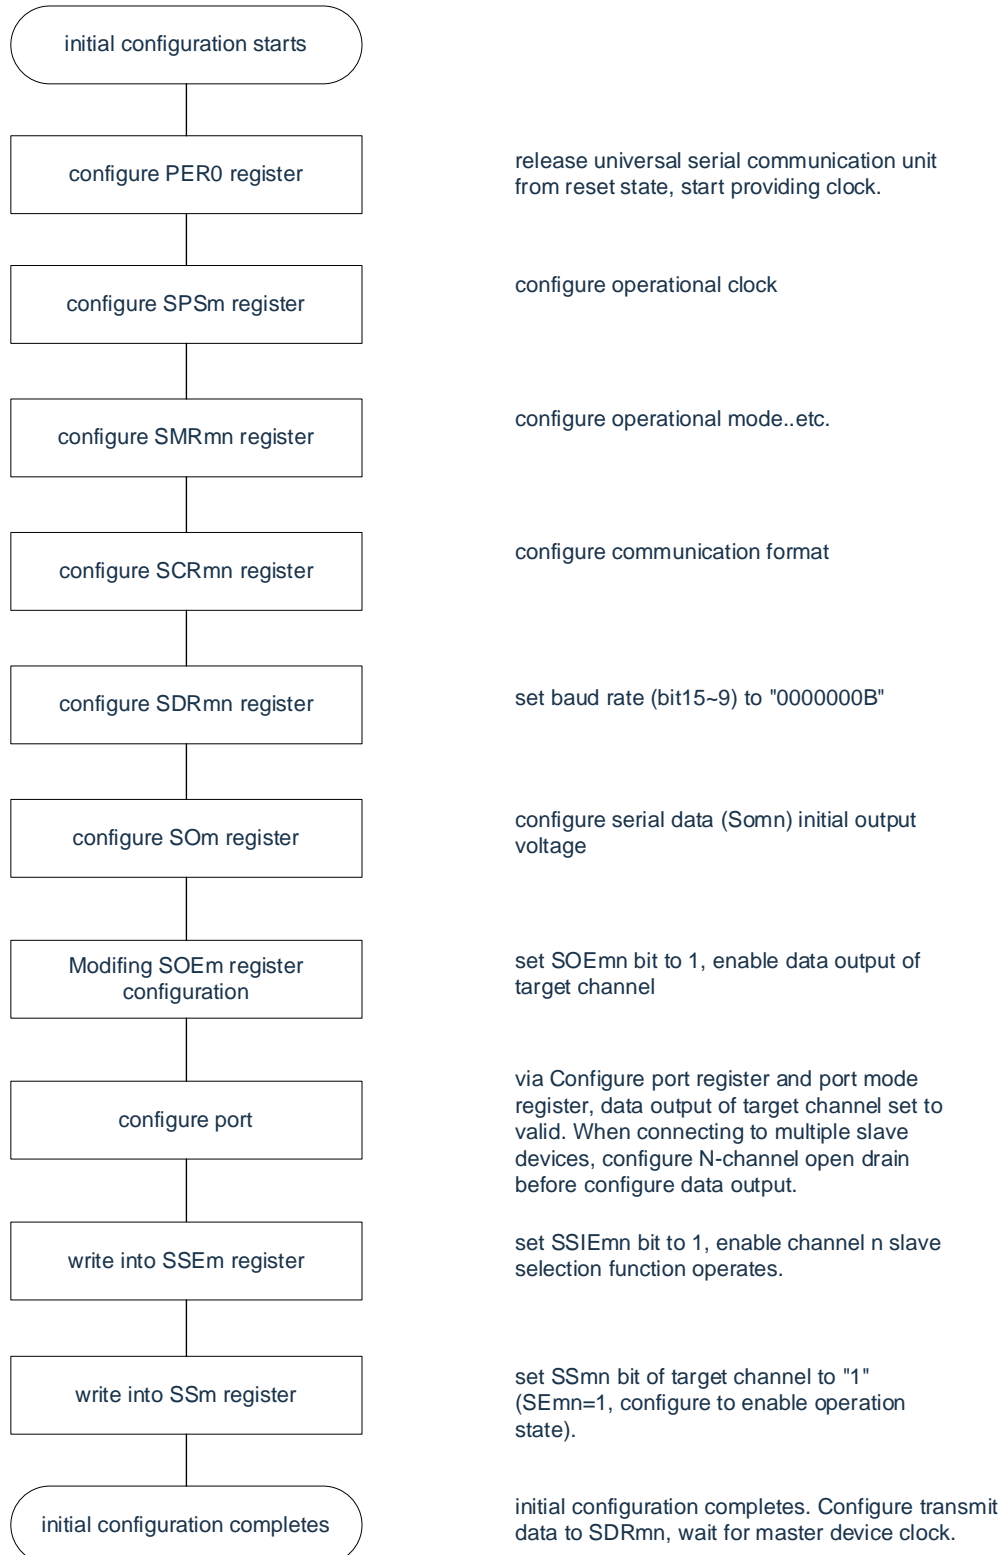 initial configuration starts
configure PER0 register
release universal serial communication unit
from reset state, start providing clock.
configure SPSm register
configure operational clock
configure SMRmn register
configure operational mode..etc.
configure SCRmn register
configure communication format
configure SDRmn register
set baud rate (bit15~9) to "0000000B"
configure SOm register
configure serial data (Somn) initial output
voltage
Modifing SOEm register
configuration
set SOEmn bit to 1, enable data output of
target channel
configure port
via Configure port register and port mode
register, data output of target channel set to
valid. When connecting to multiple slave
devices, configure N-channel open drain
before configure data output.
write into SSEm register
set SSIEmn bit to 1, enable channel n slave
selection function operates.
write into SSm register
set SSmn bit of target channel to "1"
(SEmn=1, configure to enable operation
state).
initial configuration completes
initial configuration completes. Configure transmit
data to SDRmn, wait for master device clock.